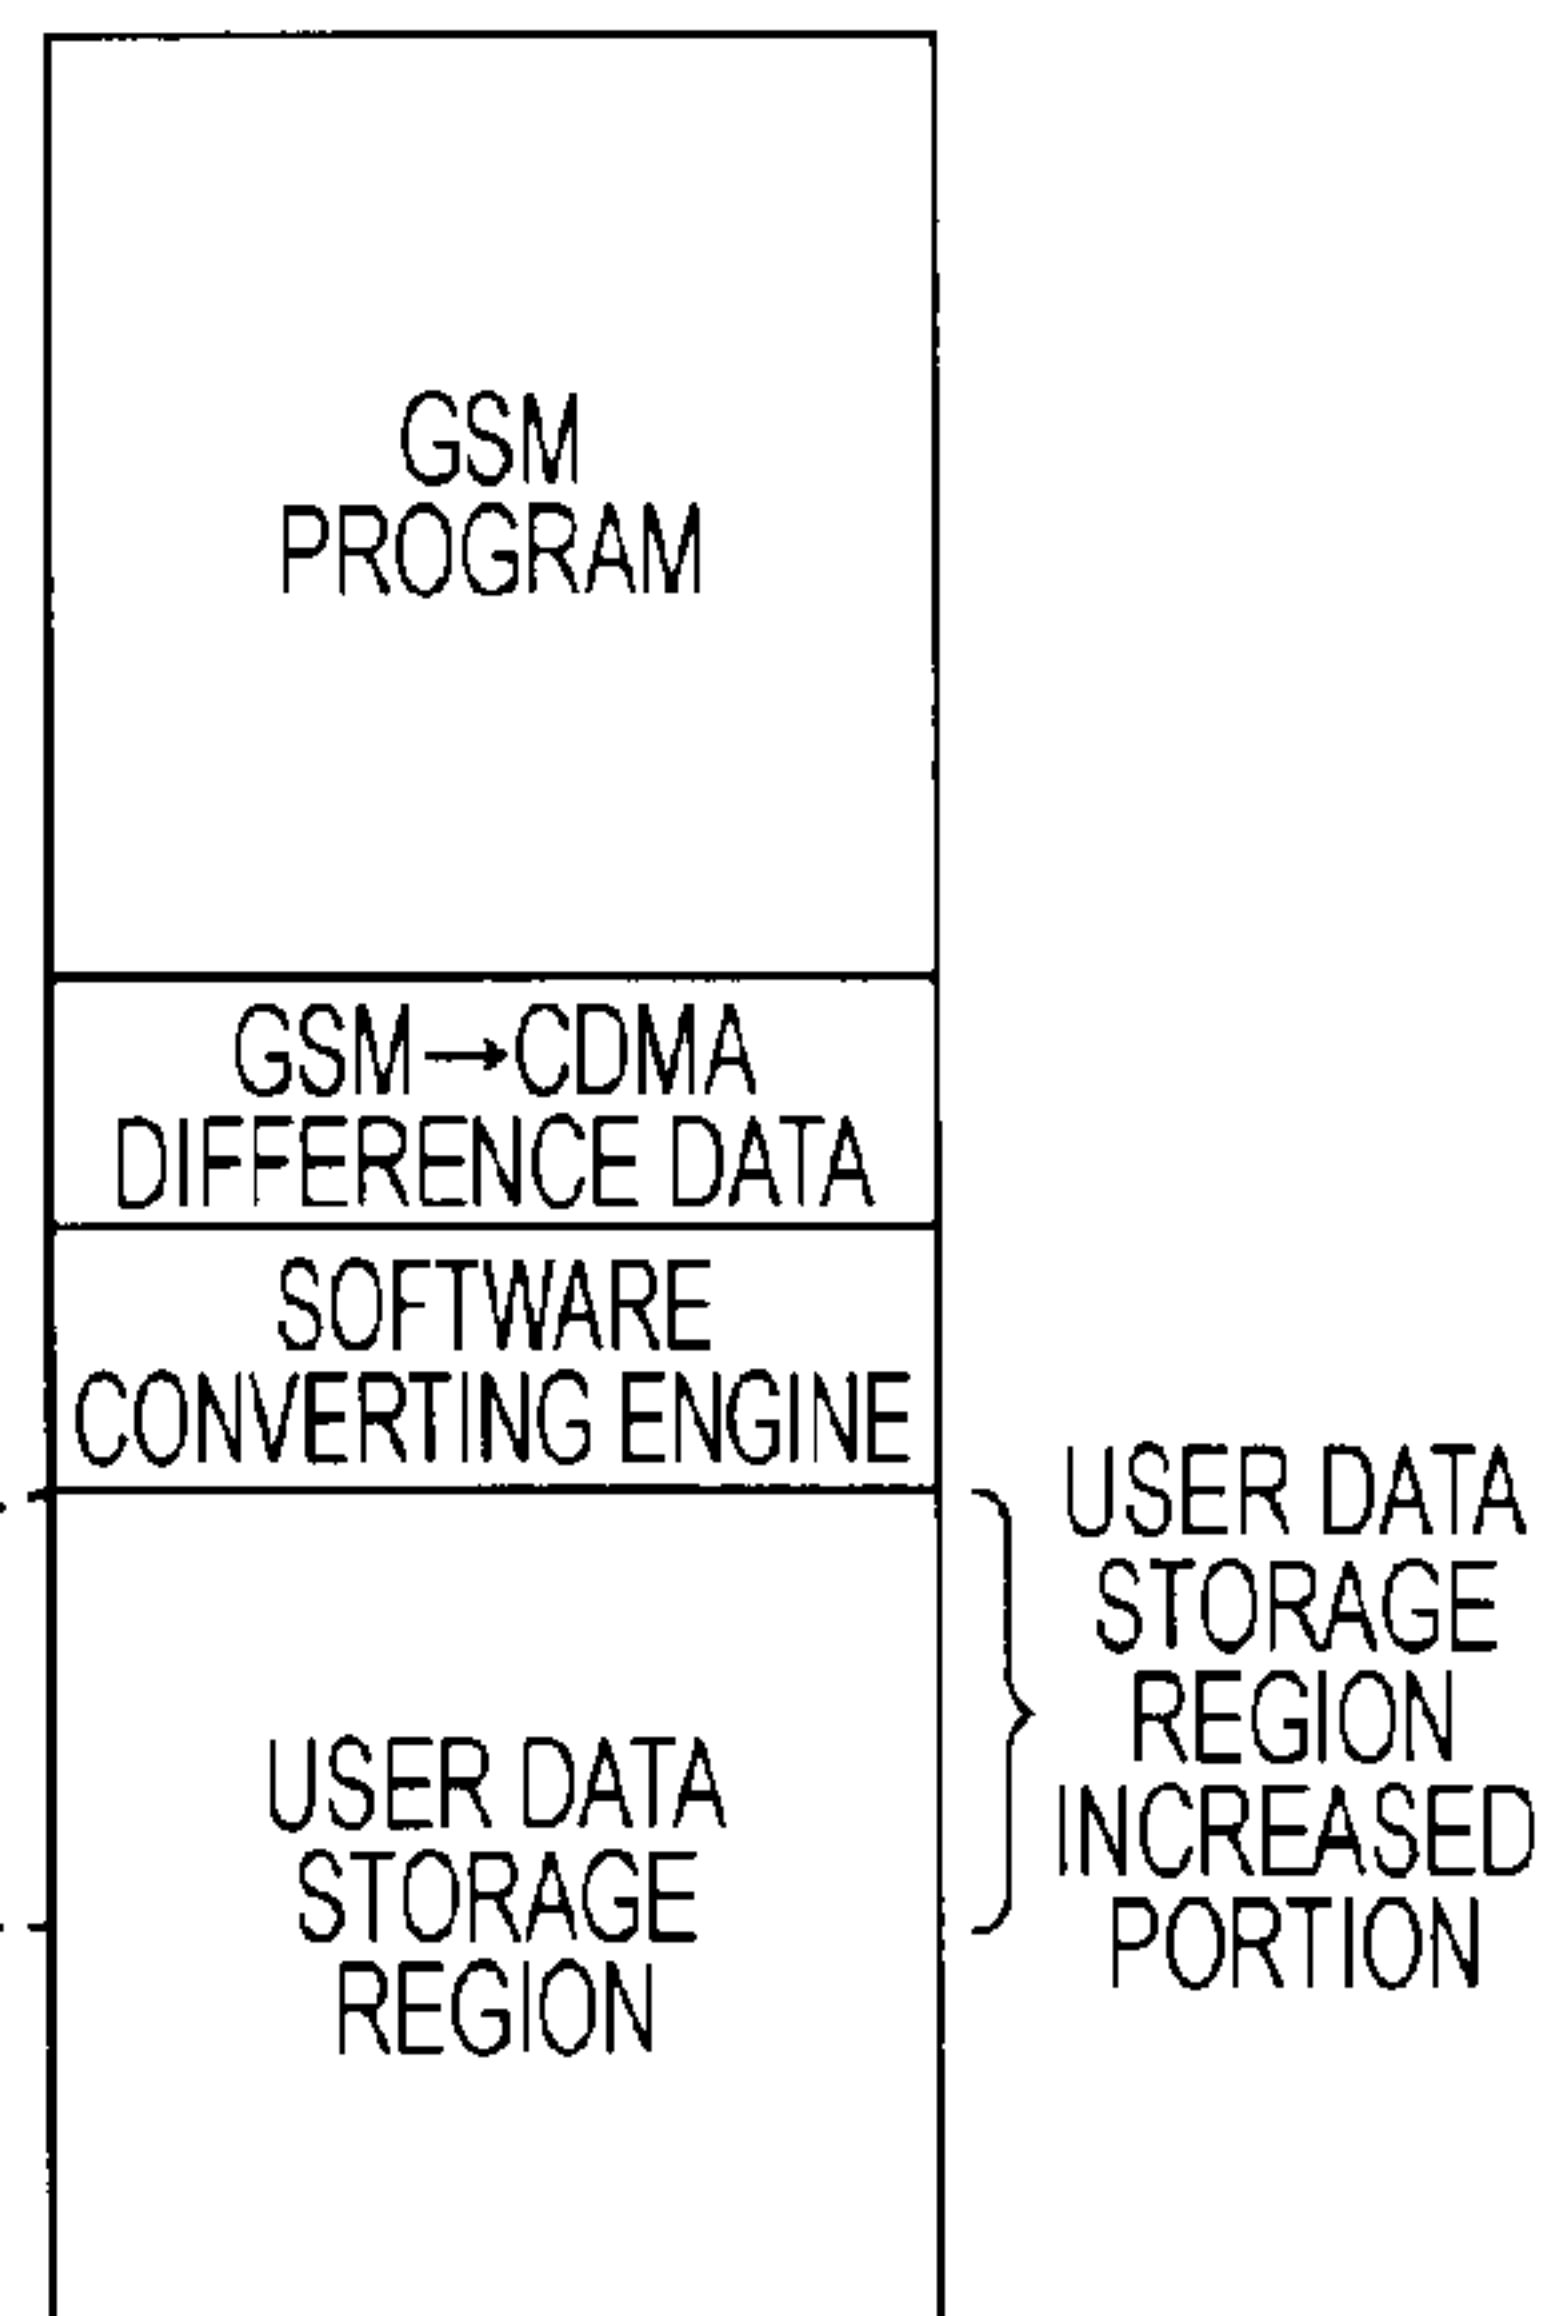 GSM
PROGRAM
GSM→CDMA
DIFFERENCE DATA
SOFTWARE
CONVERTING ENGINE
USER DATA
STORAGE
REGION
USER DATA
STORAGE
REGION
INCREASED
PORTION